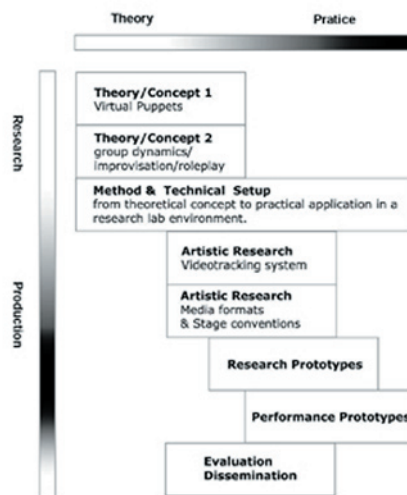 Theory Pratice
Research
Production
Theory/Concept 1
Virtual Puppets
Theory/Concept 2
group dynamics/
improvisation/roleplay
Method & Technical Setup
from theoretical concept to practical application in a
research lab environment.
Artistic Research
Videotracking system
Artistic Research
Media formats
& Stage conventions
Research Prototypes
Performance Prototypes
Evaluation
Dissemination